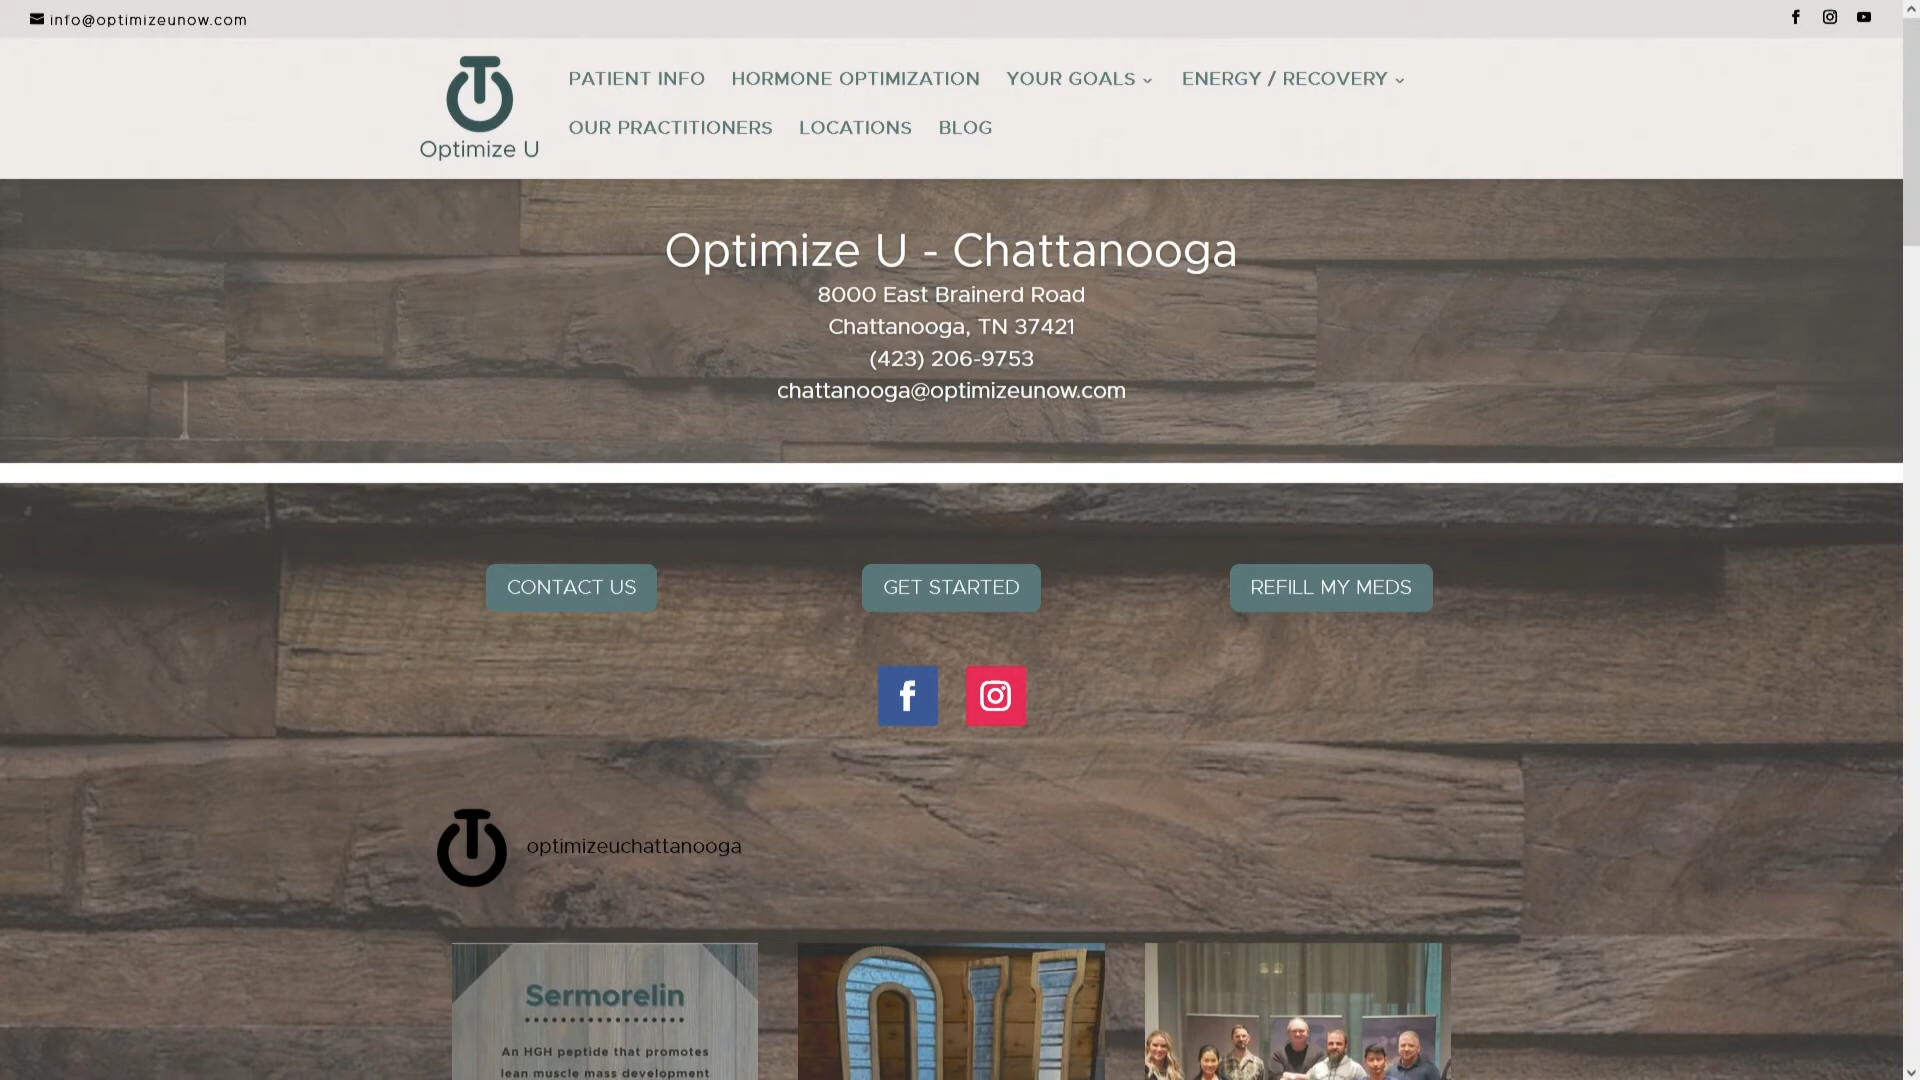 info@optimizeunow.com
PATIENT INFO HORMONE OPTIMIZATION YOUR GOALS ENERGY / RECOVERY
OUR PRACTITIONERS LOCATIONS BLOG
Optimize U
Optimize U - Chattanooga
8000 East Brainerd Road
Chattanooga, TN 37421
(423) 206-9753
chattanooga@optimizeunow.com
CONTACT US GET STARTED REFILL MY MEDS
optimizeuchattanooga
Sermorelin
An HGH peptide that promotes
lean muscle mass development